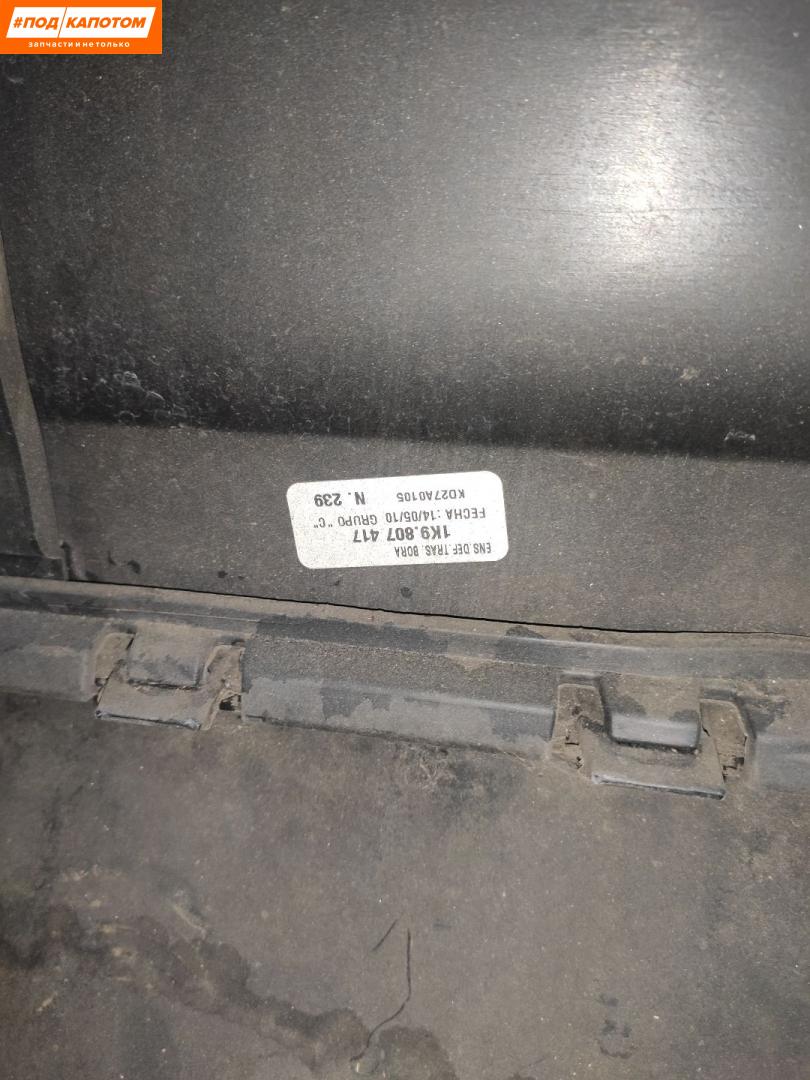 #ПОД КАПОТОМ
запчасти и не только
ENS. DEF. TRAS. BORA
1K9.807 417
FECHA :14/05/10 GRUPO "C"
KD27A0105 N. 239